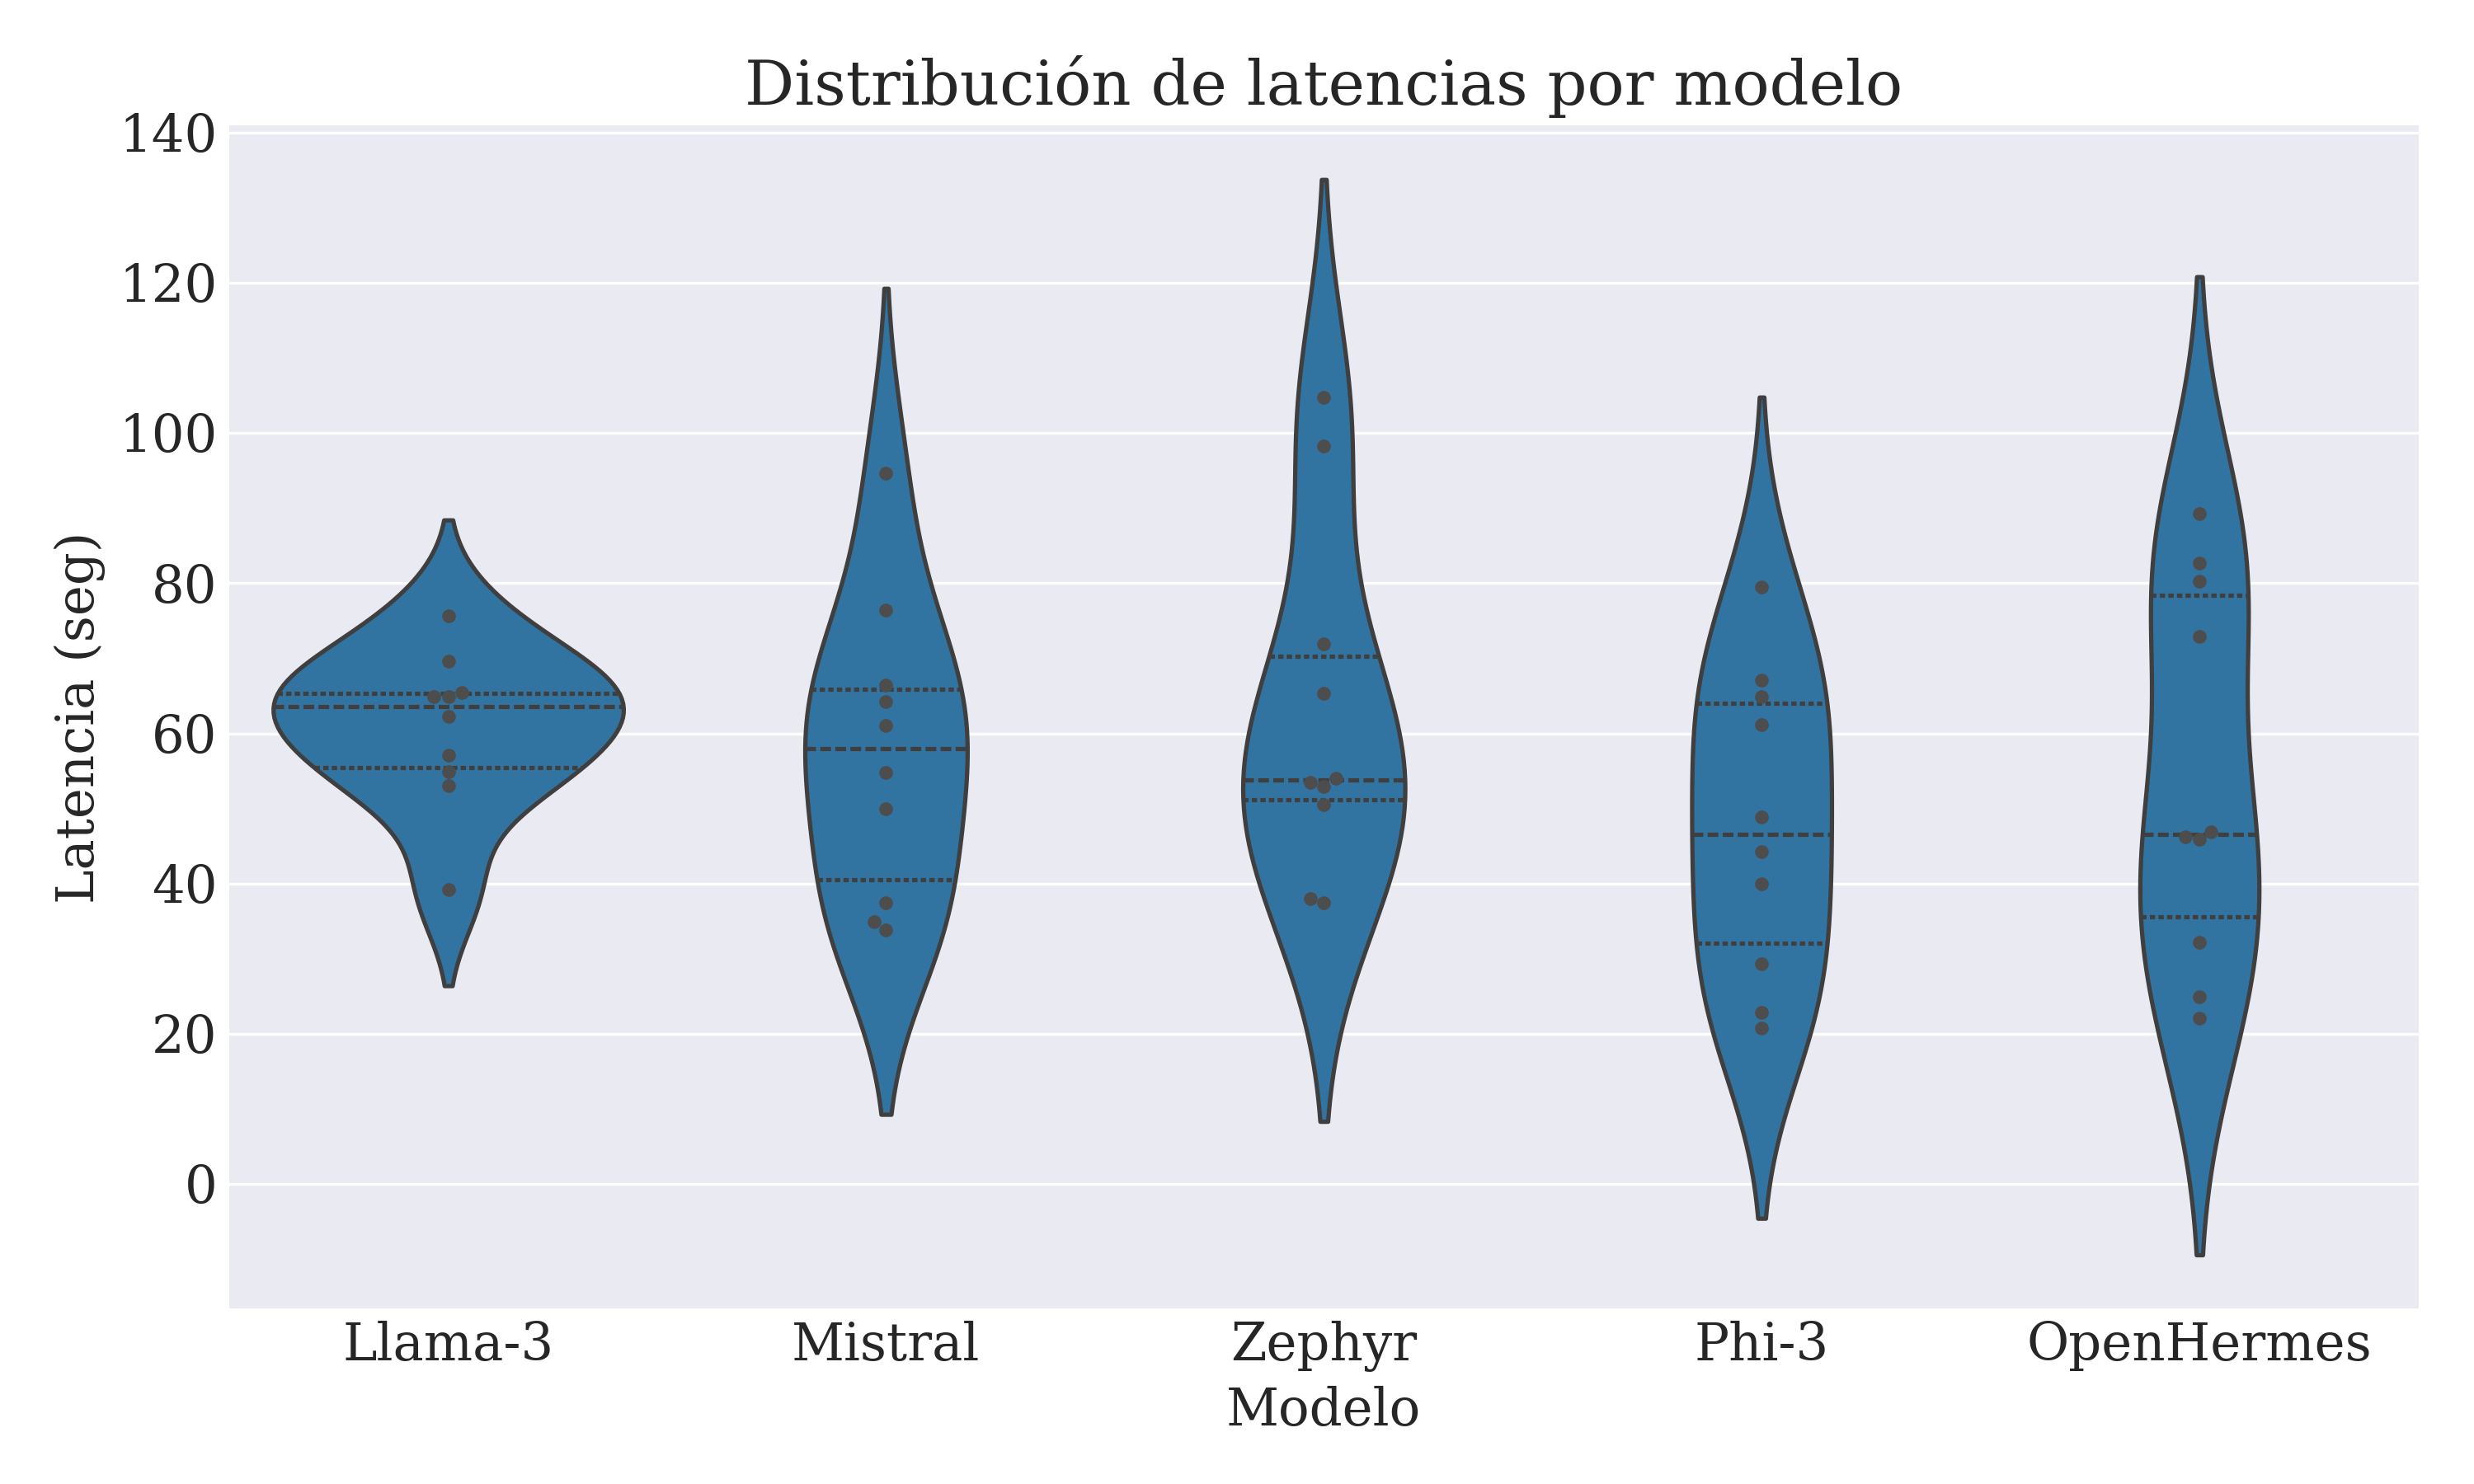 Distribución de latencias por modelo
140
120
100
80
60
40
20
0
Latencia (seg)
Llama-3 Mistral Zephyr Phi-3 OpenHermes
Modelo